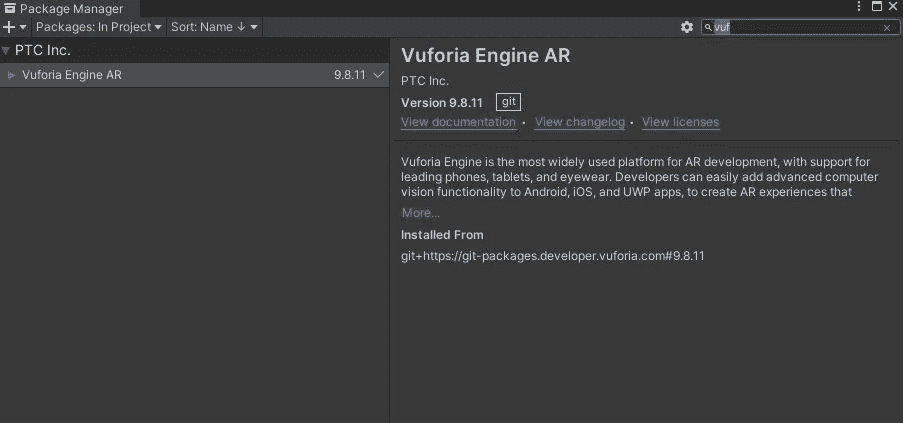 Package Manager
Packages: In Project Sort: Name ↓ vuf
PTC Inc.
Vuforia Engine AR 9.8.11
Vuforia Engine AR
PTC Inc.
Version 9.8.11 git
View documentation • View changelog • View licenses
Vuforia Engine is the most widely used platform for AR development, with support for
leading phones, tablets, and eyewear. Developers can easily add advanced computer
vision functionality to Android, iOS, and UWP apps, to create AR experiences that
More...
Installed From
git+https://git-packages.developer.vuforia.com#9.8.11